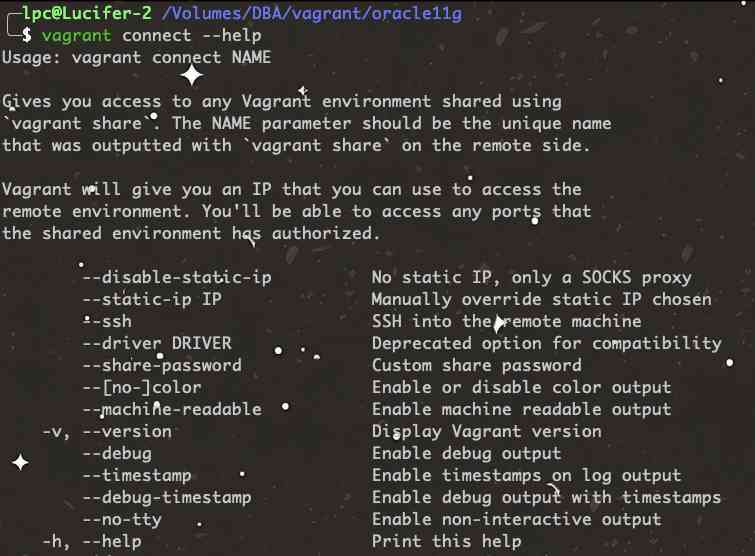 lpc@Lucifer-2 /Volumes/DBA/vagrant/oracle11g
$ vagrant connect --help
Usage: vagrant connect NAME

Gives you access to any Vagrant environment shared using
`vagrant share`. The NAME parameter should be the unique name
that was outputted with `vagrant share` on the remote side.

Vagrant will give you an IP that you can use to access the
remote environment. You'll be able to access any ports that
the shared environment has authorized.

        --disable-static-ip          No static IP, only a SOCKS proxy
        --static-ip IP               Manually override static IP chosen
        --ssh                        SSH into the remote machine
        --driver DRIVER              Deprecated option for compatibility
        --share-password             Custom share password
        --[no-]color                 Enable or disable color output
        --machine-readable           Enable machine readable output
    -v, --version                    Display Vagrant version
        --debug                      Enable debug output
        --timestamp                  Enable timestamps on log output
        --debug-timestamp            Enable debug output with timestamps
        --no-tty                     Enable non-interactive output
    -h, --help                       Print this help